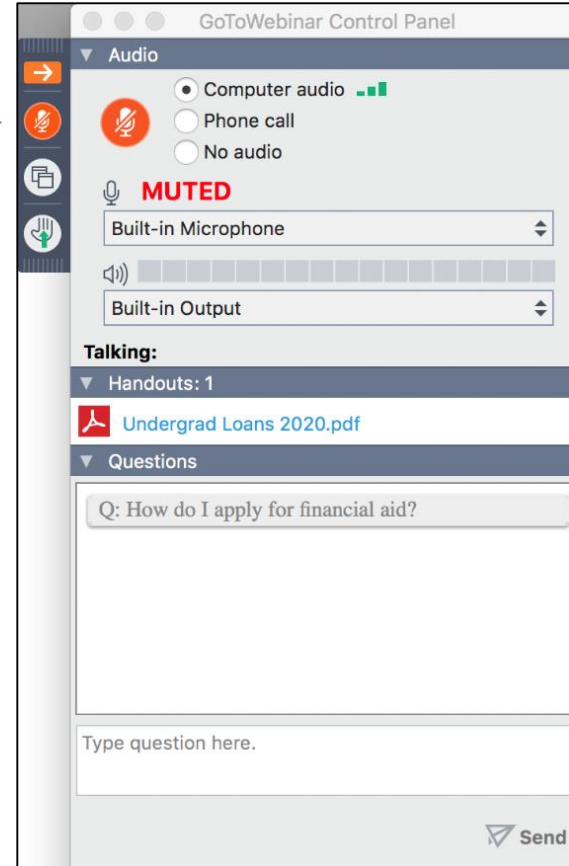 GoToWebinar Control Panel
Audio
Computer audio
Phone call
No audio
MUTED
Built-in Microphone
Built-in Output
Talking:
Handouts: 1
Undergrad Loans 2020.pdf
Questions
Q: How do I apply for financial aid?
Type question here.
Send